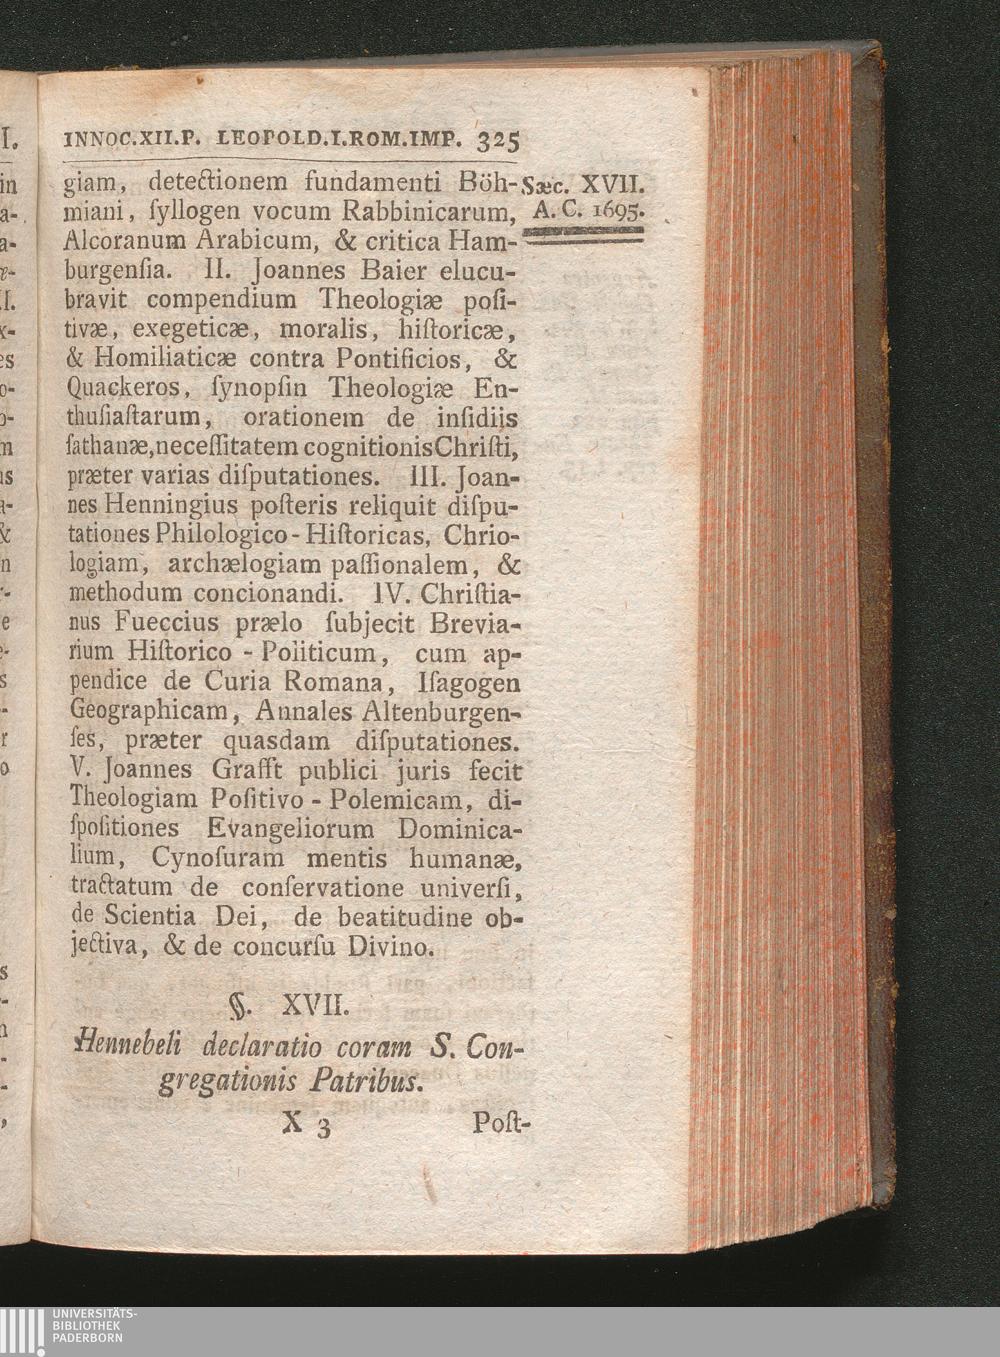 INNOC.XII.P. LEOPOLD.I.ROM.IMP. 325
Sæc. XVII.
A. C. 1695.
giam, detectionem fundamenti Böh-
miani, ſyllogen vocum Rabbinicarum,
Alcoranum Arabicum, & critica Ham-
burgenſia. II. Joannes Baier elucu-
bravit compendium Theologiæ poſi-
tivæ, exegeticæ, moralis, hiſtoricæ,
& Homiliaticæ contra Pontificios, &
Quackeros, ſynopſin Theologiæ En-
thuſiaſtarum, orationem de inſidiis
ſathanæ,neceſſitatem cognitionisChriſti,
præter varias diſputationes. III. Joan-
nes Henningius poſteris reliquit diſpu-
tationes Philologico-Hiſtoricas, Chrio-
logiam, archælogiam paſſionalem, &
methodum concionandi. IV. Chriſtia-
nus Fueccius prælo ſubjecit Brevia-
rium Hiſtorico - Politicum, cum ap-
pendice de Curia Romana, Iſagogen
Geographicam, Annales Altenburgen-
ſes, præter quasdam diſputationes.
V. Joannes Grafft publici juris fecit
Theologiam Poſitivo - Polemicam, di-
ſpoſitiones Evangeliorum Dominica-
lium, Cynoſuram mentis humanæ,
tractatum de conſervatione univerſi,
de Scientia Dei, de beatitudine ob-
jectiva, & de concurſu Divino.
§. XVII.
Hennebeli declaratio coram S. Con-
gregationis Patribus.
X 3
Poſt-
UNIVERSITÄTS-
BIBLIOTHEK
PADERBORN